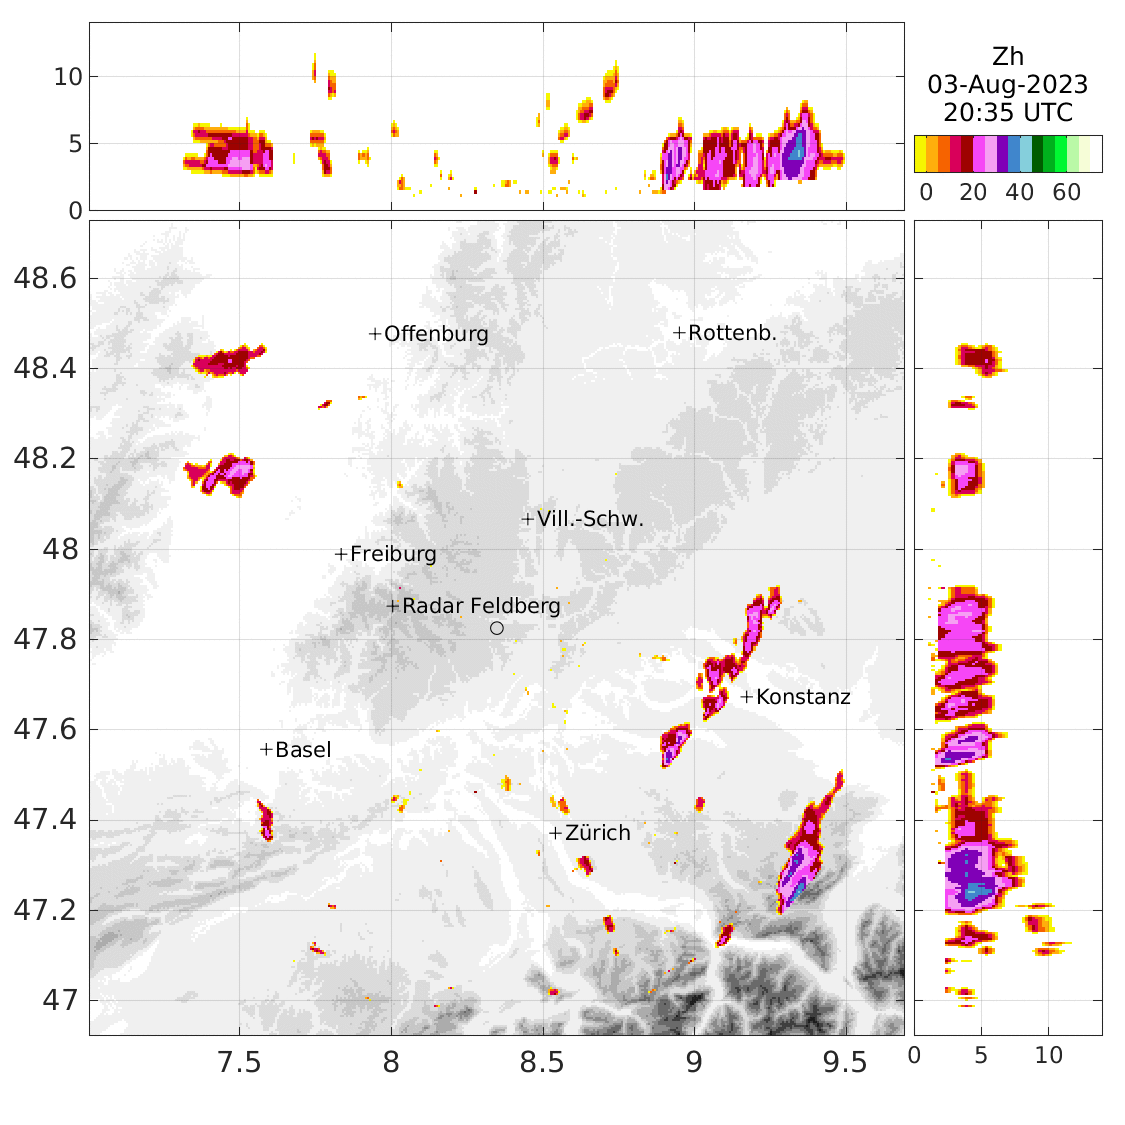 Zh
03-Aug-2023
20:35 UTC
0 20 40 60
10
5
0
48.6
48.4
48.2
48
47.8
47.6
47.4
47.2
47
Offenburg
Rottenb.
Vill.-Schw.
Freiburg
Radar Feldberg
Konstanz
Basel
Zürich
7.5 8 8.5 9 9.5
0 5 10